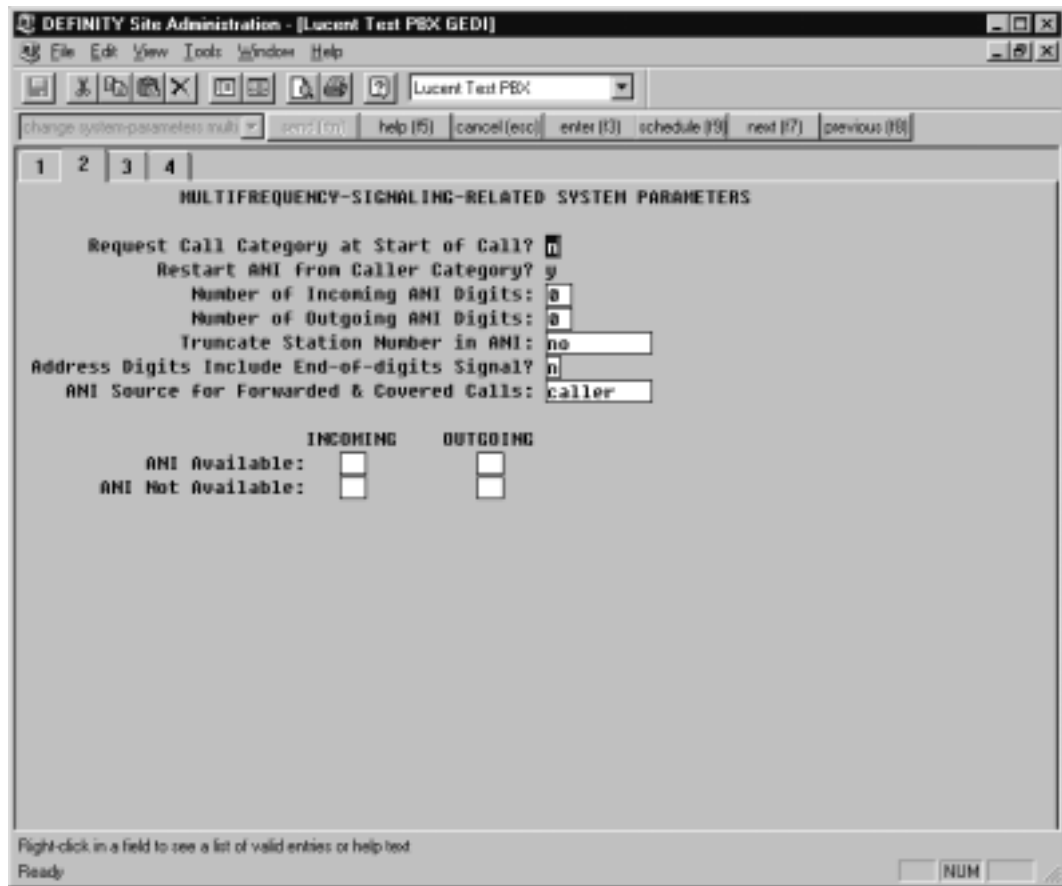 DEFINITY Site Administration - [Lucent Test PBX GEDI]
File Edit View Tools Window Help
Lucent Test PBX
change system-parameters multi send (rtn) help (f5) cancel (esc) enter (f3) schedule (f9) next (f7) previous (f8)
1 2 3 4
MULTIFREQUENCY-SIGNALING-RELATED SYSTEM PARAMETERS
Request Call Category at Start of Call? n
Restart ANI from Caller Category? y
Number of Incoming ANI Digits: 0
Number of Outgoing ANI Digits: 0
Truncate Station Number in ANI: no
Address Digits Include End-of-digits Signal? n
ANI Source for Forwarded & Covered Calls: caller
INCOMING OUTGOING
ANI Available:
ANI Not Available:
Right-click in a field to see a list of valid entries or help text
Ready NUM